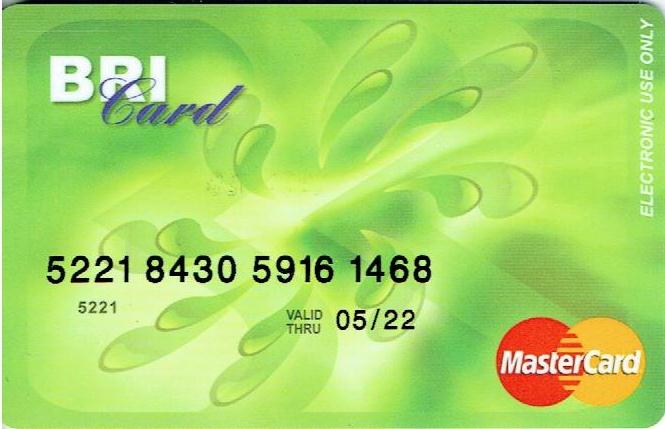 BRI
Card
ELECTRONIC USE ONLY
5221 8430 5916 1468
5221
VALID
THRU 05/22
MasterCard